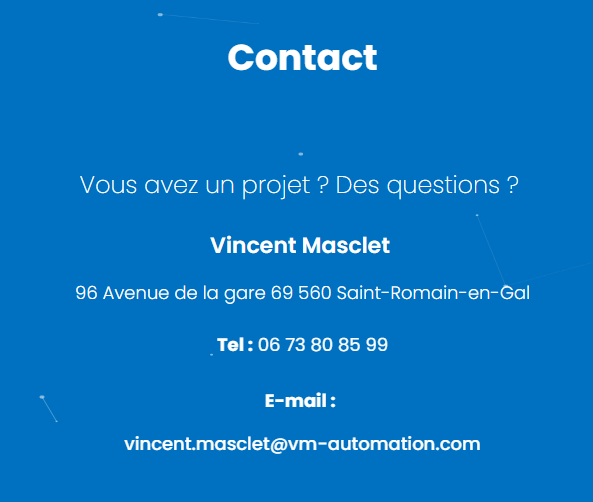 Contact
Vous avez un projet ? Des questions ?
Vincent Masclet
96 Avenue de la gare 69 560 Saint-Romain-en-Gal
Tel : 06 73 80 85 99
E-mail :
vincent.masclet@vm-automation.com